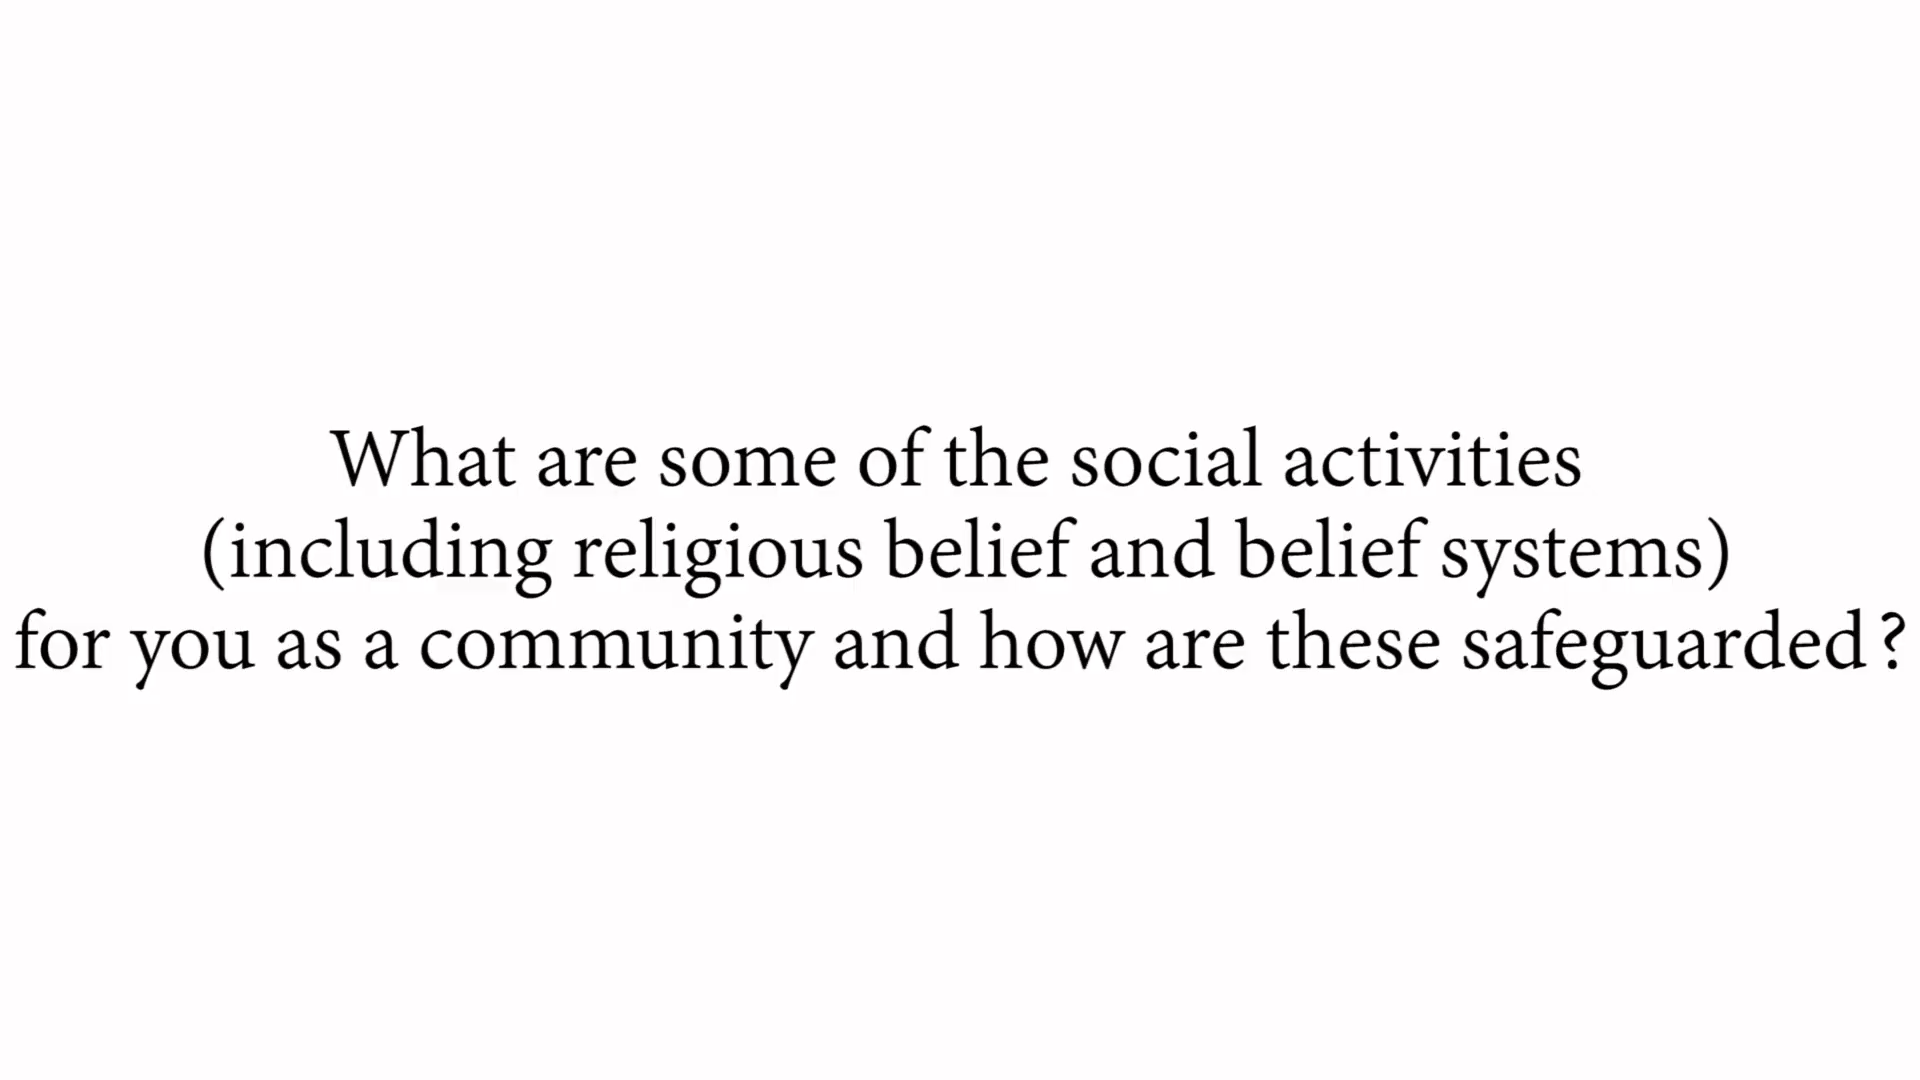 What are some of the social activities
(including religious belief and belief systems)
for you as a community and how are these safeguarded?